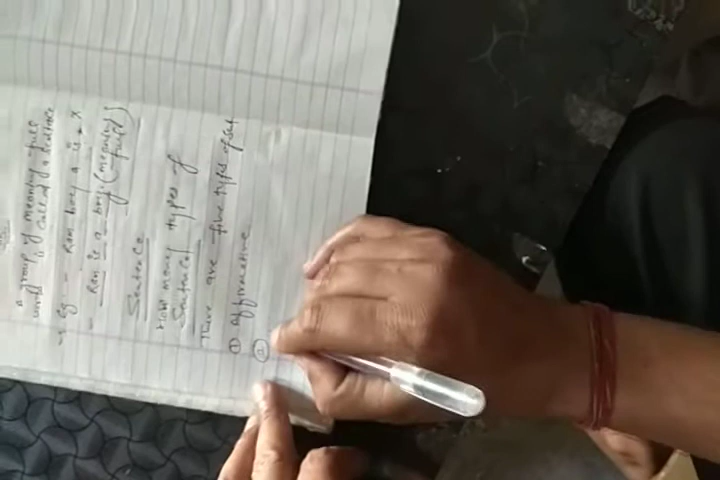 a group of meaning full
word is called a sentence
→ Eg - Ram boy a is → x
- Ram is a boy (meaning full)
Sentence
How many types of
Sentence
There are five types of
① Affirmative
②